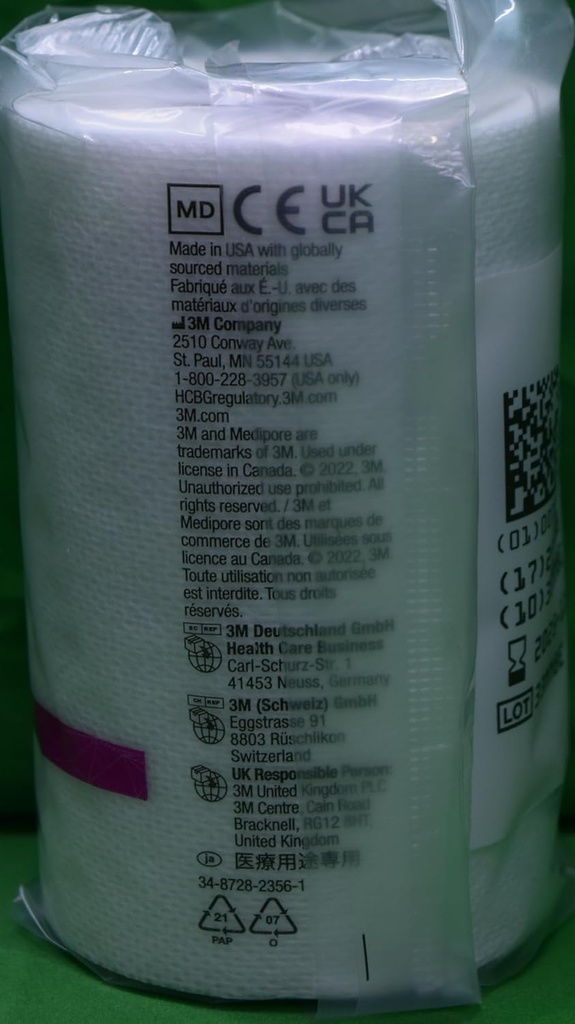 MD CE UK CA
Made in USA with globally
sourced materials
Fabriqué aux É.-U. avec des
matériaux d'origines diverses
3M Company
2510 Conway Ave.
St. Paul, MN 55144 USA
1-800-228-3957 (USA only)
HCBGregulatory.3M.com
3M.com
3M and Medipore are
trademarks of 3M. Used under
license in Canada. © 2022, 3M.
Unauthorized use prohibited. All
rights reserved. / 3M et
Medipore sont des marques de
commerce de 3M. Utilisées sous
licence au Canada. © 2022, 3M.
Toute utilisation non autorisée
est interdite. Tous droits
réservés.
EC REP 3M Deutschland GmbH
Health Care Business
Carl-Schurz-Str. 1
41453 Neuss, Germany
CH REP 3M (Schweiz) GmbH
Eggstrasse 91
8803 Rüschlikon
Switzerland
UK Responsible Person:
3M United Kingdom PLC
3M Centre, Cain Road
Bracknell, RG12 8HT,
United Kingdom
ja 医療用途専用
34-8728-2356-1
21 07
PAP O
(01)
(17)
(10)
LOT